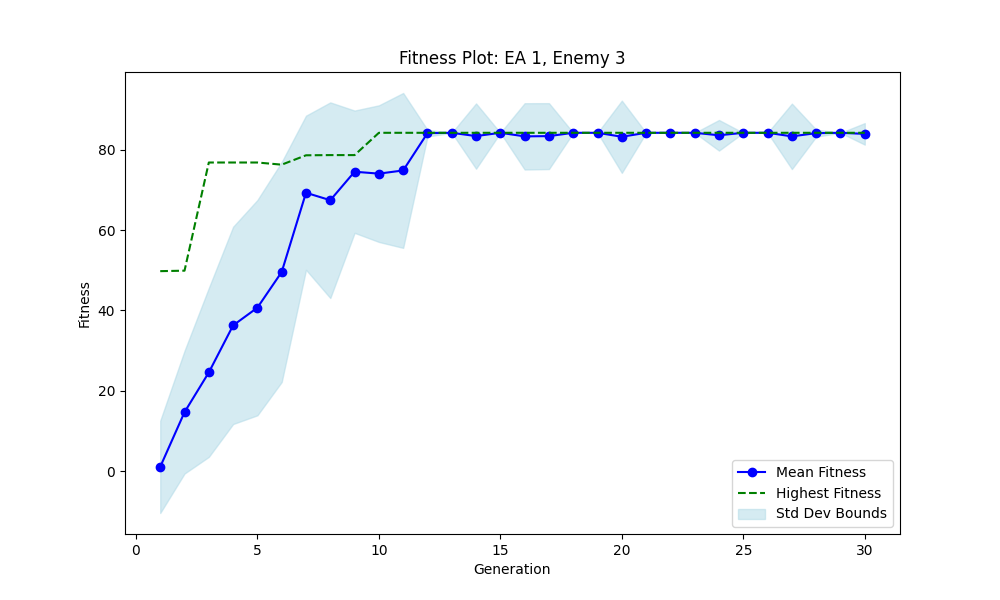 Fitness Plot: EA 1, Enemy 3
Fitness
80
60
40
20
0
0 5 10 15 20 25 30
Generation
Mean Fitness
Highest Fitness
Std Dev Bounds